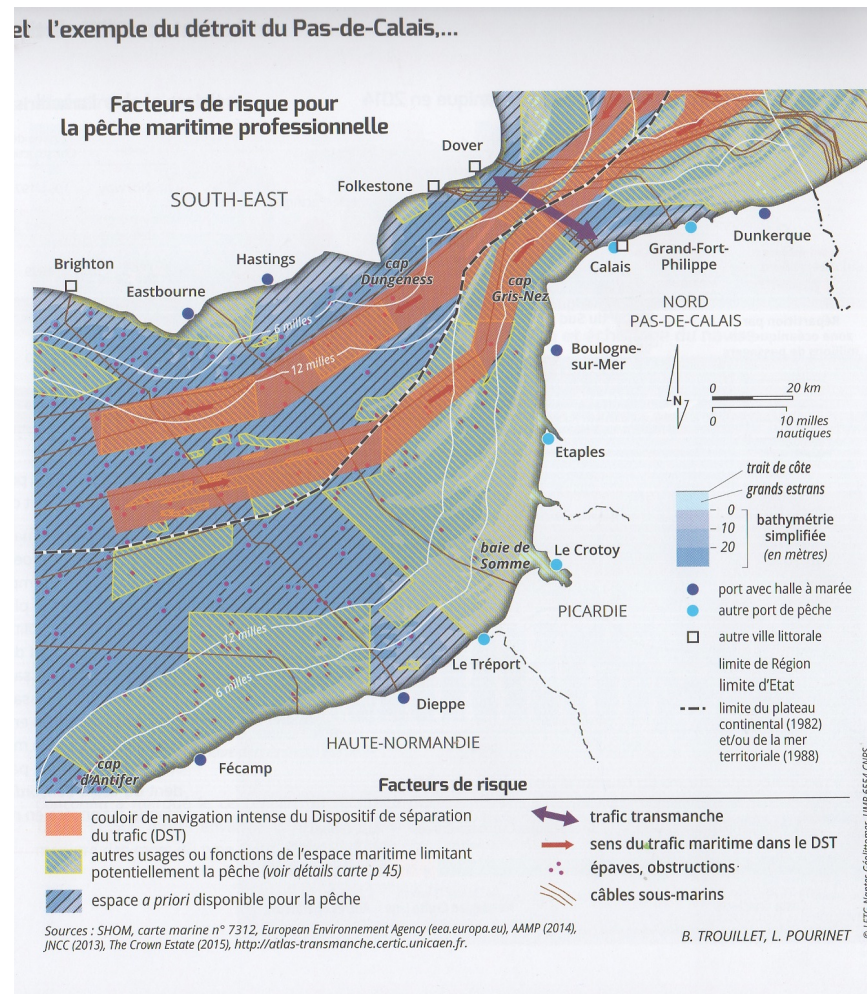 et l'exemple du détroit du Pas-de-Calais,...
Facteurs de risque pour
la pêche maritime professionnelle
Dover
Folkestone
SOUTH-EAST
Brighton
Hastings
Eastbourne
cap
Dungeness
cap
Gris-Nez
Calais
Grand-Fort-
Philippe
Dunkerque
NORD
PAS-DE-CALAIS
6 milles
12 milles
Boulogne-
sur-Mer
N
0 20 km
0 10 milles
nautiques
Etaples
trait de côte
grands estrans
0
10
20
bathymétrie
simplifiée
(en mètres)
baie de
Somme
Le Crotoy
PICARDIE
port avec halle à marée
autre port de pêche
autre ville littorale
limite de Région
limite d'Etat
limite du plateau
continental (1982)
et/ou de la mer
territoriale (1988)
12 milles
6 milles
Le Tréport
Dieppe
HAUTE-NORMANDIE
cap
d'Antifer
Fécamp
Facteurs de risque
couloir de navigation intense du Dispositif de séparation
du trafic (DST)
autres usages ou fonctions de l'espace maritime limitant
potentiellement la pêche (voir détails carte p 45)
espace a priori disponible pour la pêche
trafic transmanche
sens du trafic maritime dans le DST
épaves, obstructions
câbles sous-marins
Sources : SHOM, carte marine n° 7312, European Environnement Agency (eea.europa.eu), AAMP (2014),
JNCC (2013), The Crown Estate (2015), http://atlas-transmanche.certic.unicaen.fr.
B. TROUILLET, L. POURINET